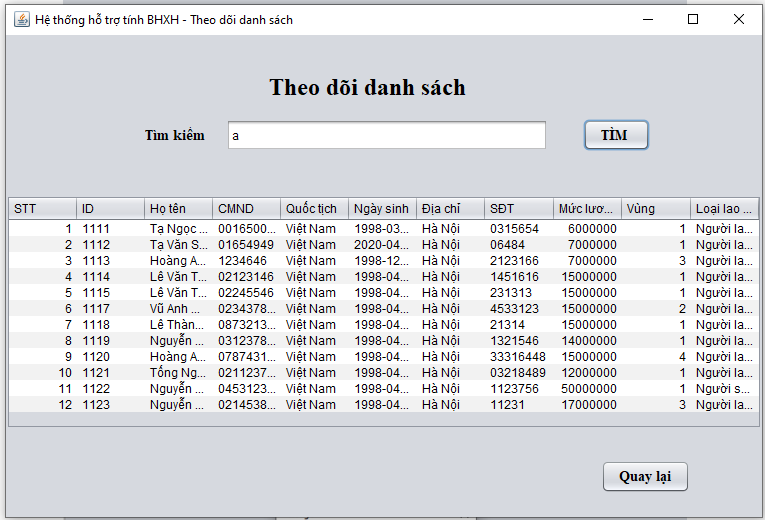 Hệ thống hỗ trợ tính BHXH - Theo dõi danh sách
Theo dõi danh sách
Tìm kiếm a TÌM
STT ID Họ tên CMND Quốc tịch Ngày sinh Địa chỉ SĐT Mức lươ... Vùng Loại lao ...
1 1111 Tạ Ngọc ... 0016500... Việt Nam 1998-03... Hà Nội 0315654 6000000 1 Người la...
2 1112 Tạ Văn S... 01654949 Việt Nam 2020-04... Hà Nội 06484 7000000 1 Người la...
3 1113 Hoàng A... 1234646 Việt Nam 1998-12... Hà Nội 2123166 7000000 3 Người la...
4 1114 Lê Văn T... 02123146 Việt Nam 1998-04... Hà Nội 1451616 15000000 1 Người la...
5 1115 Lê Văn T... 02245546 Việt Nam 1998-04... Hà Nội 231313 15000000 1 Người la...
6 1117 Vũ Anh ... 0234378... Việt Nam 1998-04... Hà Nội 4533123 15000000 2 Người la...
7 1118 Lê Thàn... 0873213... Việt Nam 1998-04... Hà Nội 21314 15000000 1 Người la...
8 1119 Nguyễn ... 0312378... Việt Nam 1998-04... Hà Nội 1321546 14000000 1 Người la...
9 1120 Hoàng A... 0787431... Việt Nam 1998-04... Hà Nội 33316448 15000000 4 Người la...
10 1121 Tống Ng... 0211237... Việt Nam 1998-04... Hà Nội 03218489 12000000 1 Người la...
11 1122 Nguyễn ... 0453123... Việt Nam 1998-04... Hà Nội 1123756 50000000 1 Người s...
12 1123 Nguyễn ... 0214538... Việt Nam 1998-04... Hà Nội 11231 17000000 3 Người la...
Quay lại